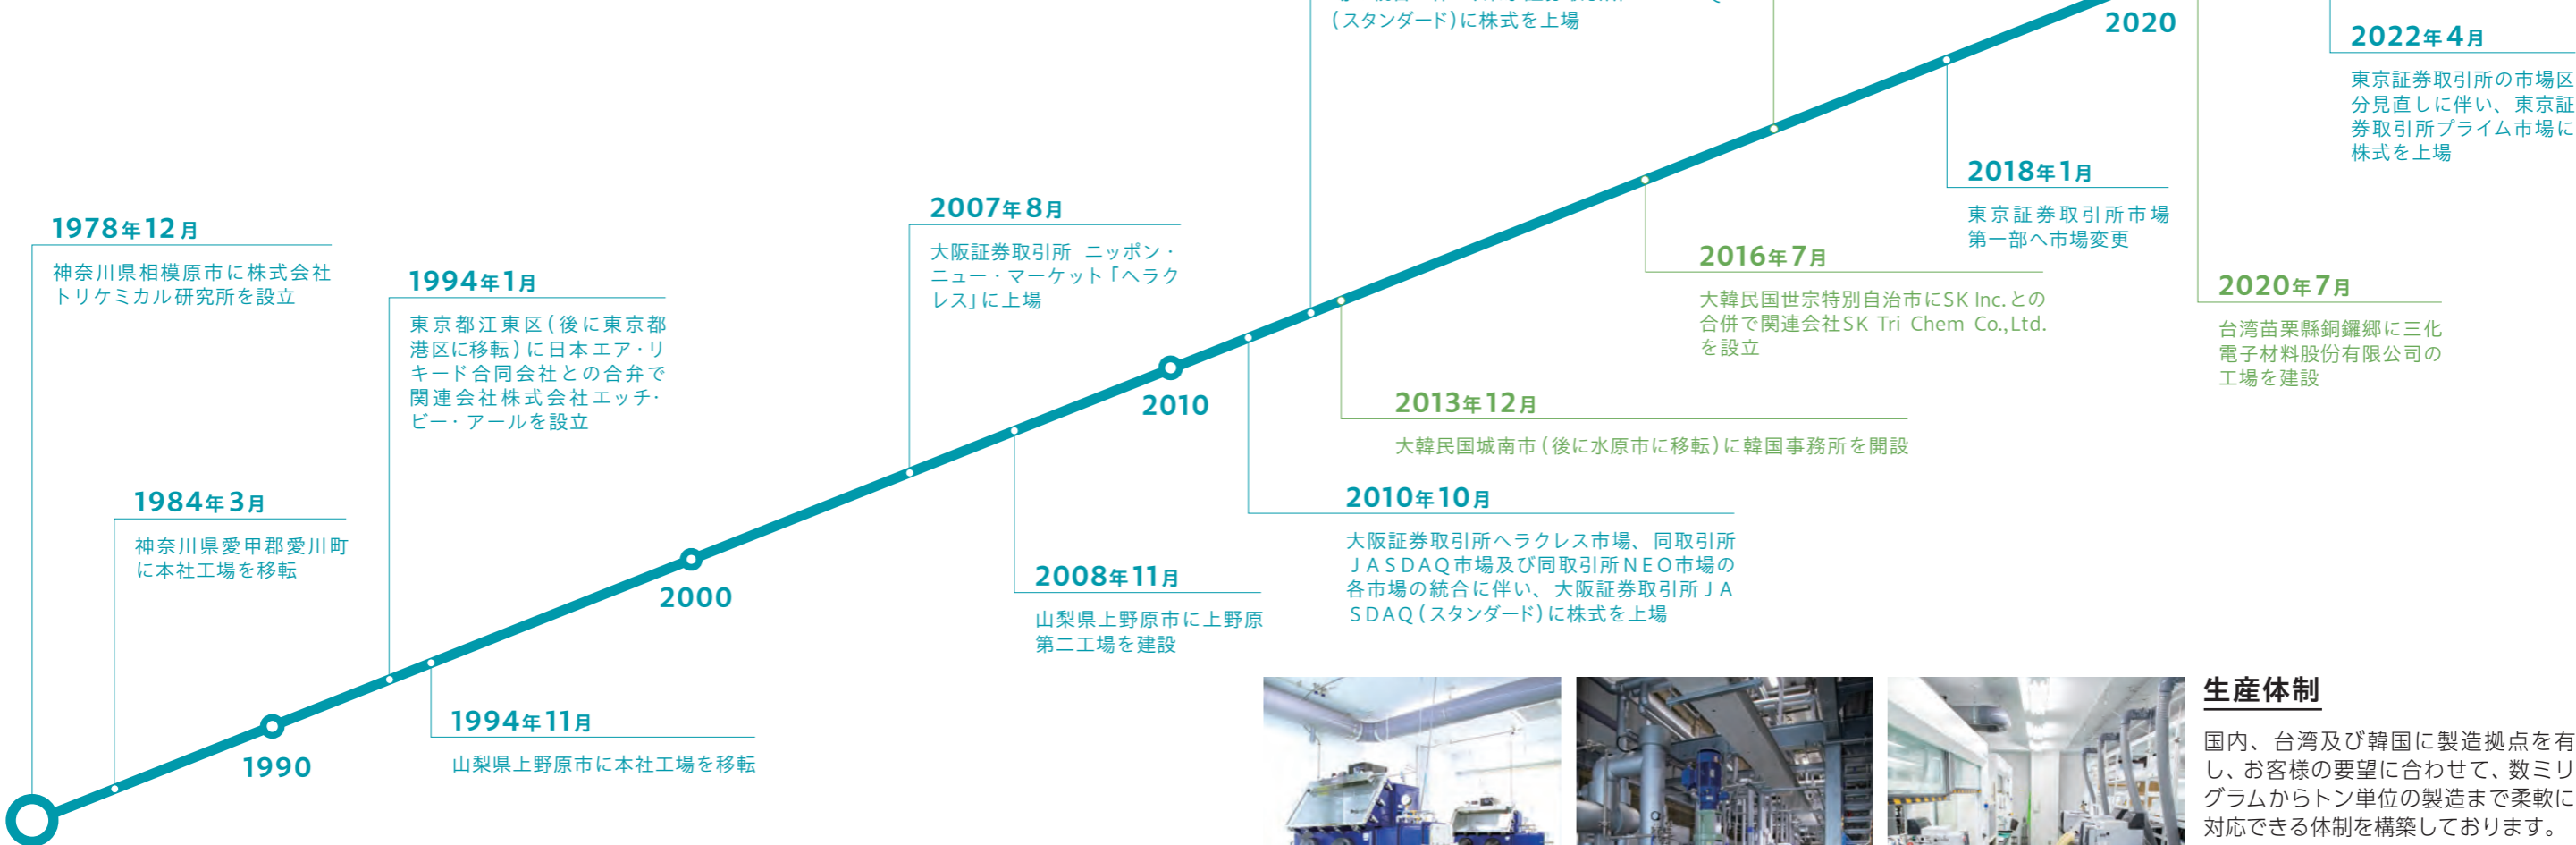 (スタンダード)に株式を上場
2020
2022年4月
東京証券取引所の市場区
分見直しに伴い、東京証
券取引所プライム市場に
株式を上場
2018年1月
東京証券取引所市場
第一部へ市場変更
2007年8月
大阪証券取引所 ニッポン・
ニュー・マーケット「ヘラク
レス」に上場
1978年12月
神奈川県相模原市に株式会社
トリケミカル研究所を設立
1994年1月
東京都江東区(後に東京都
港区に移転)に日本エア・リ
キード合同会社との合弁で
関連会社株式会社エッチ・
ビー・アールを設立
2016年7月
大韓民国世宗特別自治市にSK Inc.との
合併で関連会社SK Tri Chem Co.,Ltd.
を設立
2020年7月
台湾苗栗縣銅鑼郷に三化
電子材料股份有限公司の
工場を建設
2010
2013年12月
大韓民国城南市(後に水原市に移転)に韓国事務所を開設
1984年3月
神奈川県愛甲郡愛川町
に本社工場を移転
2010年10月
大阪証券取引所ヘラクレス市場、同取引所
JASDAQ市場及び同取引所NEO市場の
各市場の統合に伴い、大阪証券取引所JA
SDAQ(スタンダード)に株式を上場
2000
2008年11月
山梨県上野原市に上野原
第二工場を建設
1994年11月
山梨県上野原市に本社工場を移転
1990
生産体制
国内、台湾及び韓国に製造拠点を有
し、お客様の要望に合わせて、数ミリ
グラムからトン単位の製造まで柔軟に
対応できる体制を構築しております。